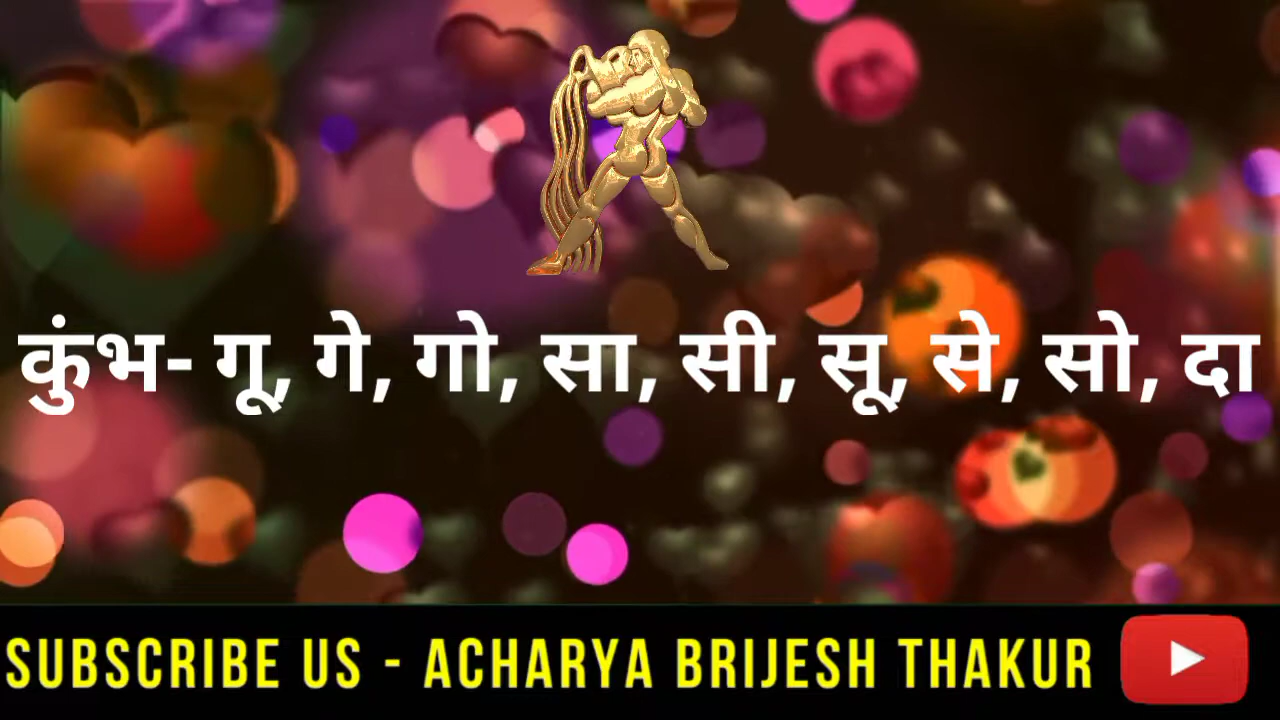 कुंभ- गू, गे, गो, सा, सी, सू, से, सो, दा
SUBSCRIBE US - ACHARYA BRIJESH THAKUR